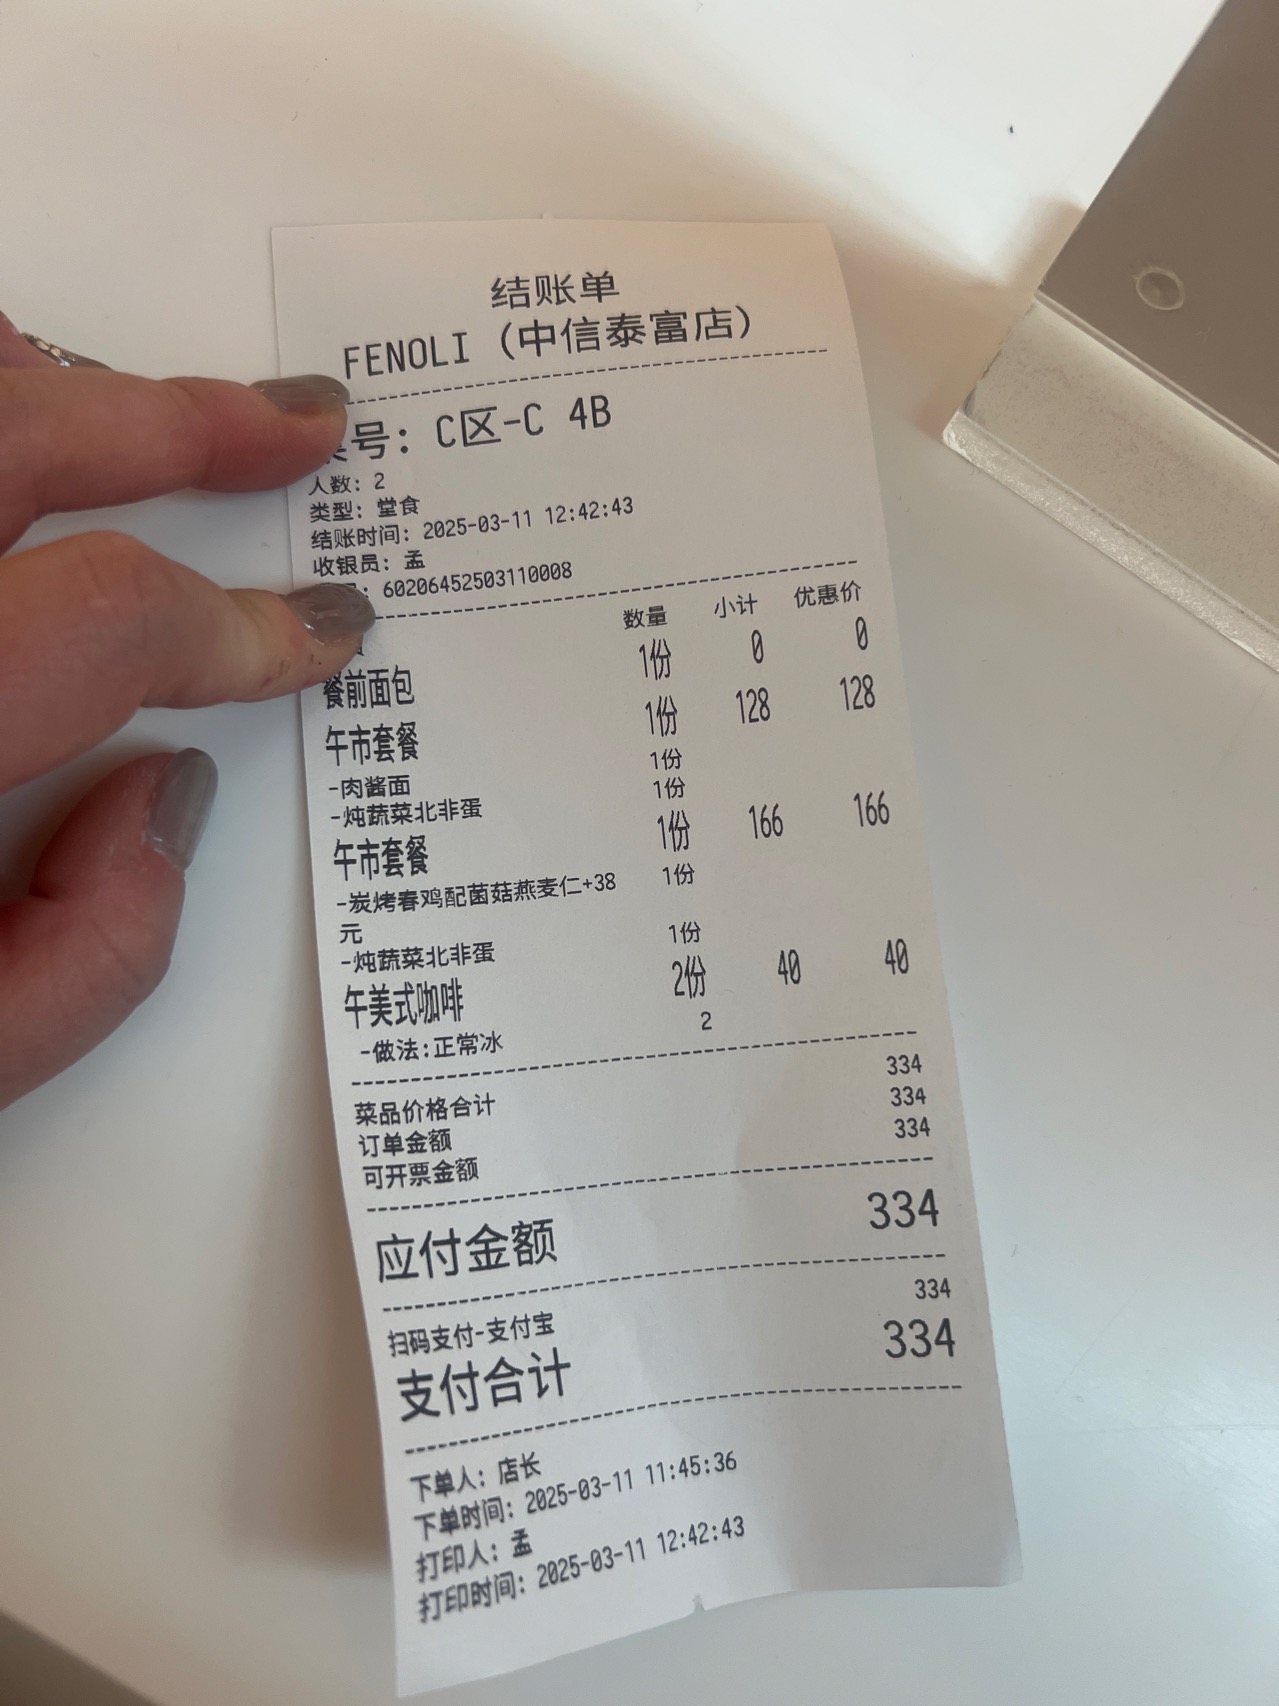 结账单
FENOLI (中信泰富店)
号: C区-C 4B
人数: 2
类型: 堂食
结账时间: 2025-03-11 12:42:43
收银员: 孟
: 60206452503110008
数量 小计 优惠价
餐前面包 1份 0 0
午市套餐 1份 128 128
-肉酱面 1份
-炖蔬菜北非蛋 1份
午市套餐 1份 166 166
-炭烤春鸡配菌菇燕麦仁+38 1份
元
-炖蔬菜北非蛋 1份
午美式咖啡 2份 40 40
-做法:正常冰 2
菜品价格合计 334
订单金额 334
可开票金额 334
应付金额 334
扫码支付-支付宝 334
支付合计 334
下单人: 店长
下单时间: 2025-03-11 11:45:36
打印人: 孟
打印时间: 2025-03-11 12:42:43